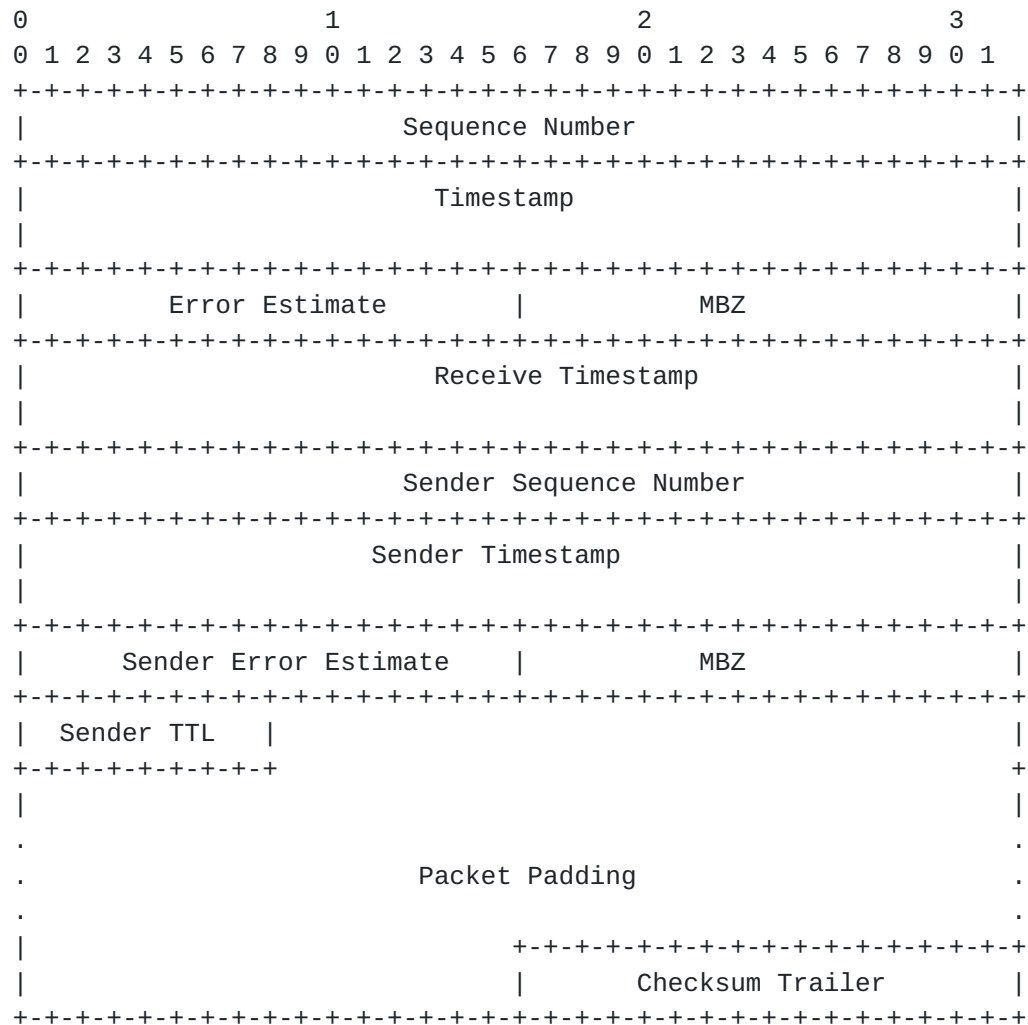 0                   1                   2                   3
0 1 2 3 4 5 6 7 8 9 0 1 2 3 4 5 6 7 8 9 0 1 2 3 4 5 6 7 8 9 0 1
+-+-+-+-+-+-+-+-+-+-+-+-+-+-+-+-+-+-+-+-+-+-+-+-+-+-+-+-+-+-+-+-+
|                        Sequence Number                        |
+-+-+-+-+-+-+-+-+-+-+-+-+-+-+-+-+-+-+-+-+-+-+-+-+-+-+-+-+-+-+-+-+
|                          Timestamp                            |
|                                                               |
+-+-+-+-+-+-+-+-+-+-+-+-+-+-+-+-+-+-+-+-+-+-+-+-+-+-+-+-+-+-+-+-+
|         Error Estimate        |           MBZ                 |
+-+-+-+-+-+-+-+-+-+-+-+-+-+-+-+-+-+-+-+-+-+-+-+-+-+-+-+-+-+-+-+-+
|                          Receive Timestamp                    |
|                                                               |
+-+-+-+-+-+-+-+-+-+-+-+-+-+-+-+-+-+-+-+-+-+-+-+-+-+-+-+-+-+-+-+-+
|                        Sender Sequence Number                 |
+-+-+-+-+-+-+-+-+-+-+-+-+-+-+-+-+-+-+-+-+-+-+-+-+-+-+-+-+-+-+-+-+
|                      Sender Timestamp                         |
|                                                               |
+-+-+-+-+-+-+-+-+-+-+-+-+-+-+-+-+-+-+-+-+-+-+-+-+-+-+-+-+-+-+-+-+
|      Sender Error Estimate    |           MBZ                 |
+-+-+-+-+-+-+-+-+-+-+-+-+-+-+-+-+-+-+-+-+-+-+-+-+-+-+-+-+-+-+-+-+
|  Sender TTL   |                                               |
+-+-+-+-+-+-+-+-+                                               +
|                                                               |
.                                                               .
.                         Packet Padding                        .
.                                                               .
|                               +-+-+-+-+-+-+-+-+-+-+-+-+-+-+-+-+
|                               |       Checksum Trailer        |
+-+-+-+-+-+-+-+-+-+-+-+-+-+-+-+-+-+-+-+-+-+-+-+-+-+-+-+-+-+-+-+-+